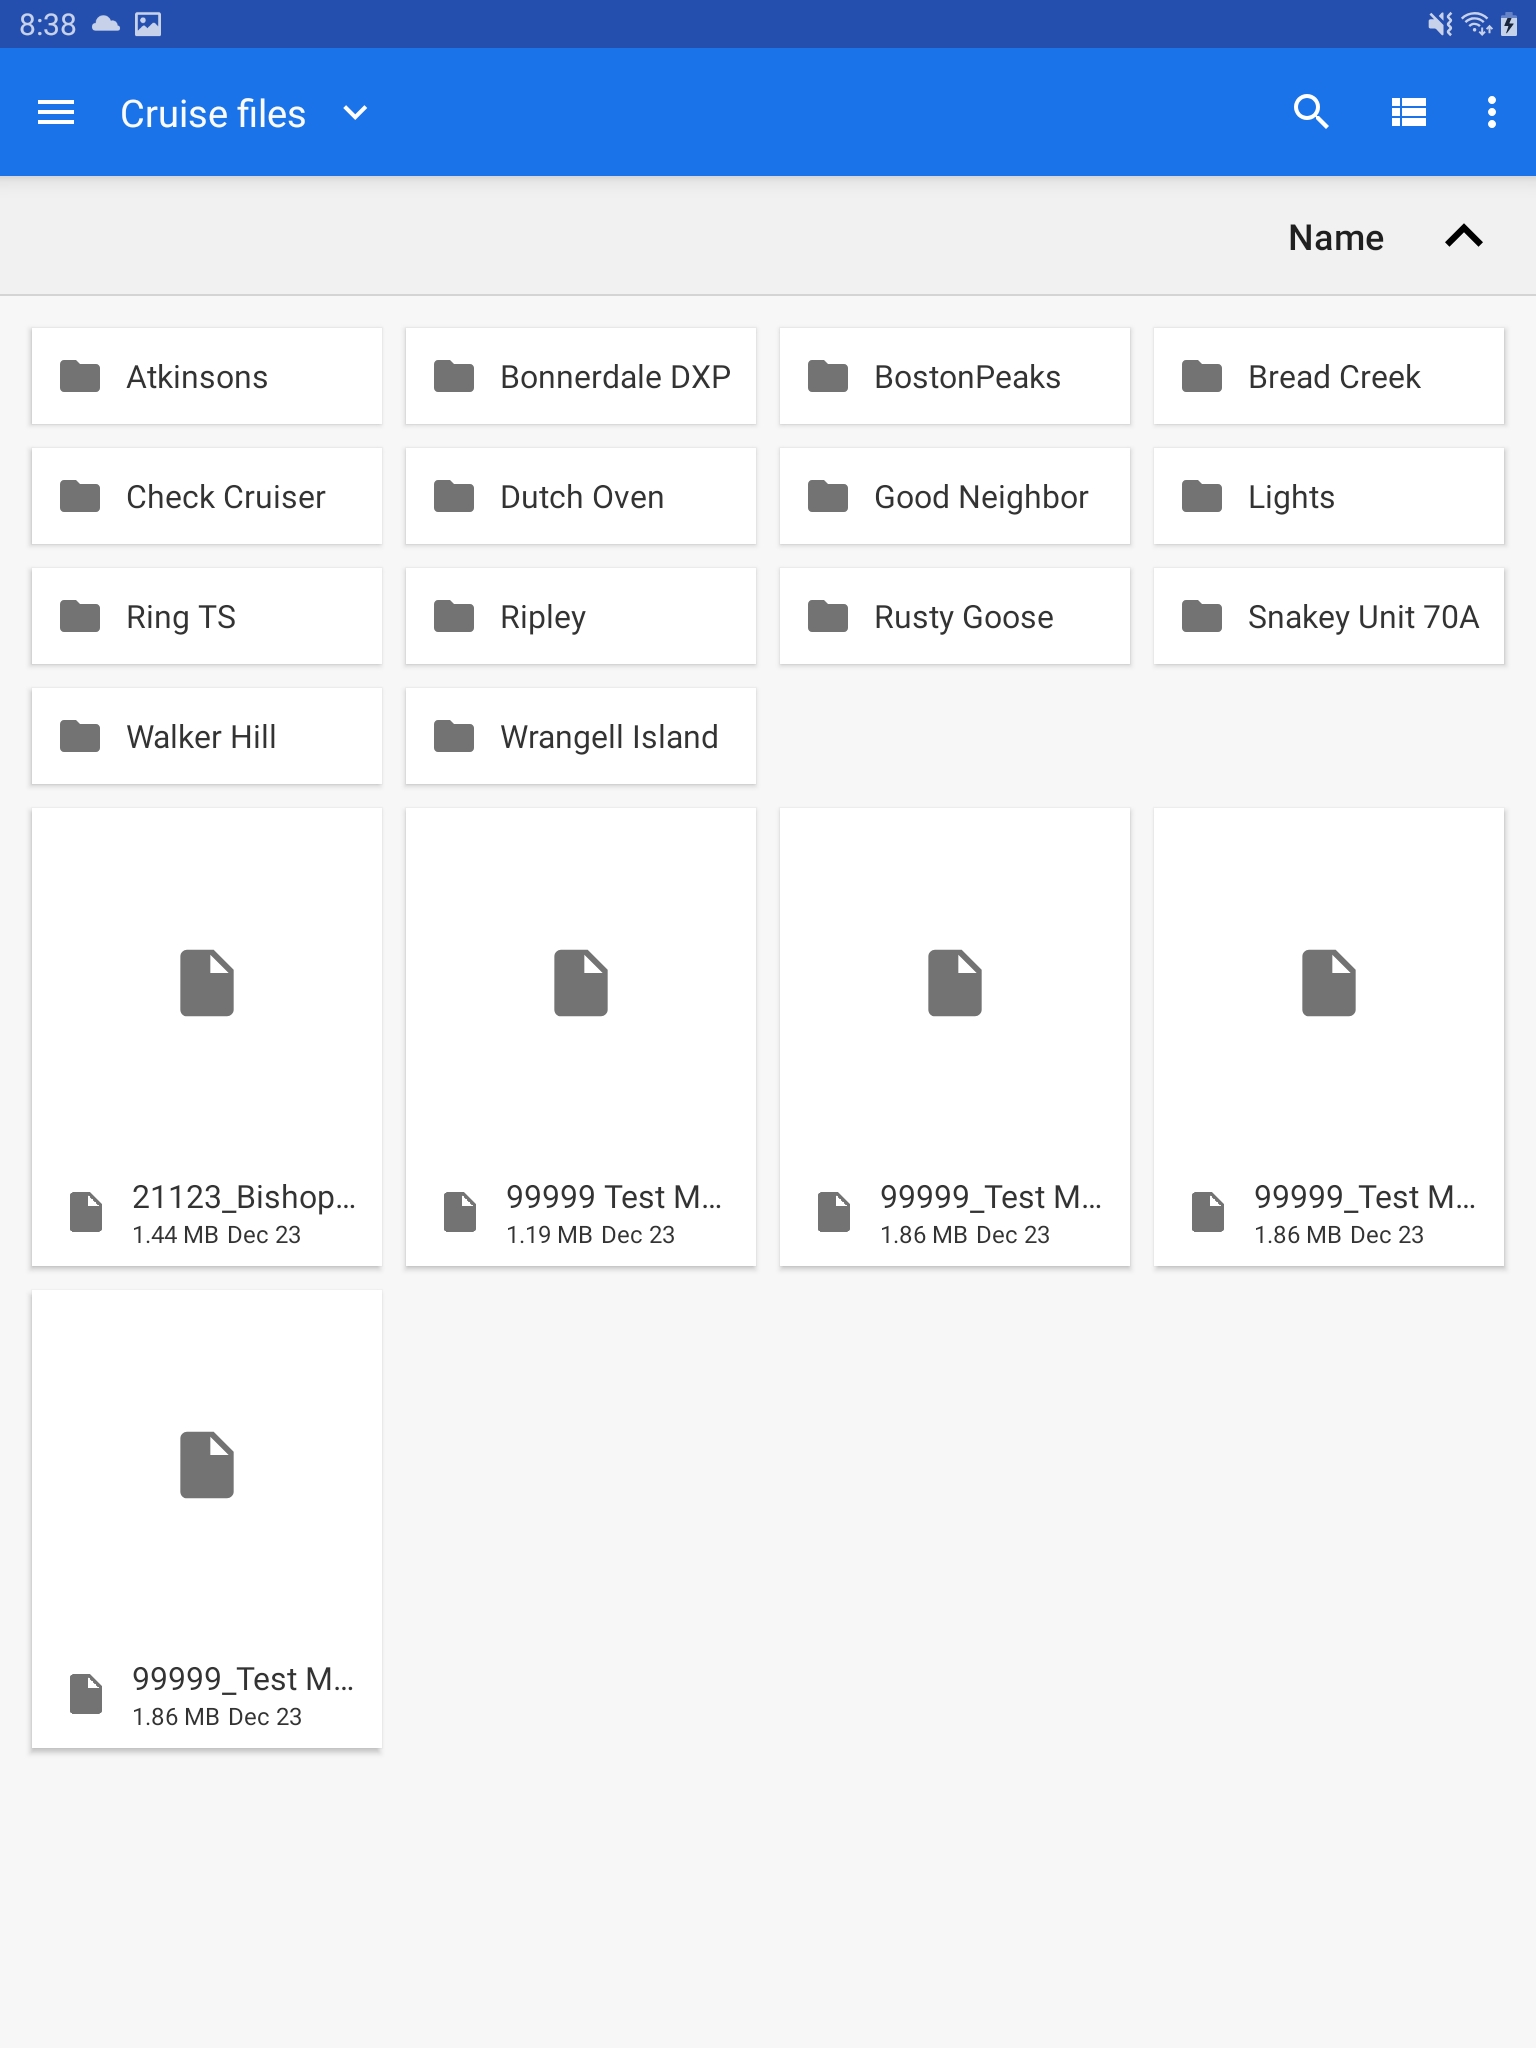 8:38
Cruise files
Name
Atkinsons
Bonnerdale DXP
BostonPeaks
Bread Creek
Check Cruiser
Dutch Oven
Good Neighbor
Lights
Ring TS
Ripley
Rusty Goose
Snakey Unit 70A
Walker Hill
Wrangell Island
21123_Bishop...
1.44 MB Dec 23
99999 Test M...
1.19 MB Dec 23
99999_Test M...
1.86 MB Dec 23
99999_Test M...
1.86 MB Dec 23
99999_Test M...
1.86 MB Dec 23